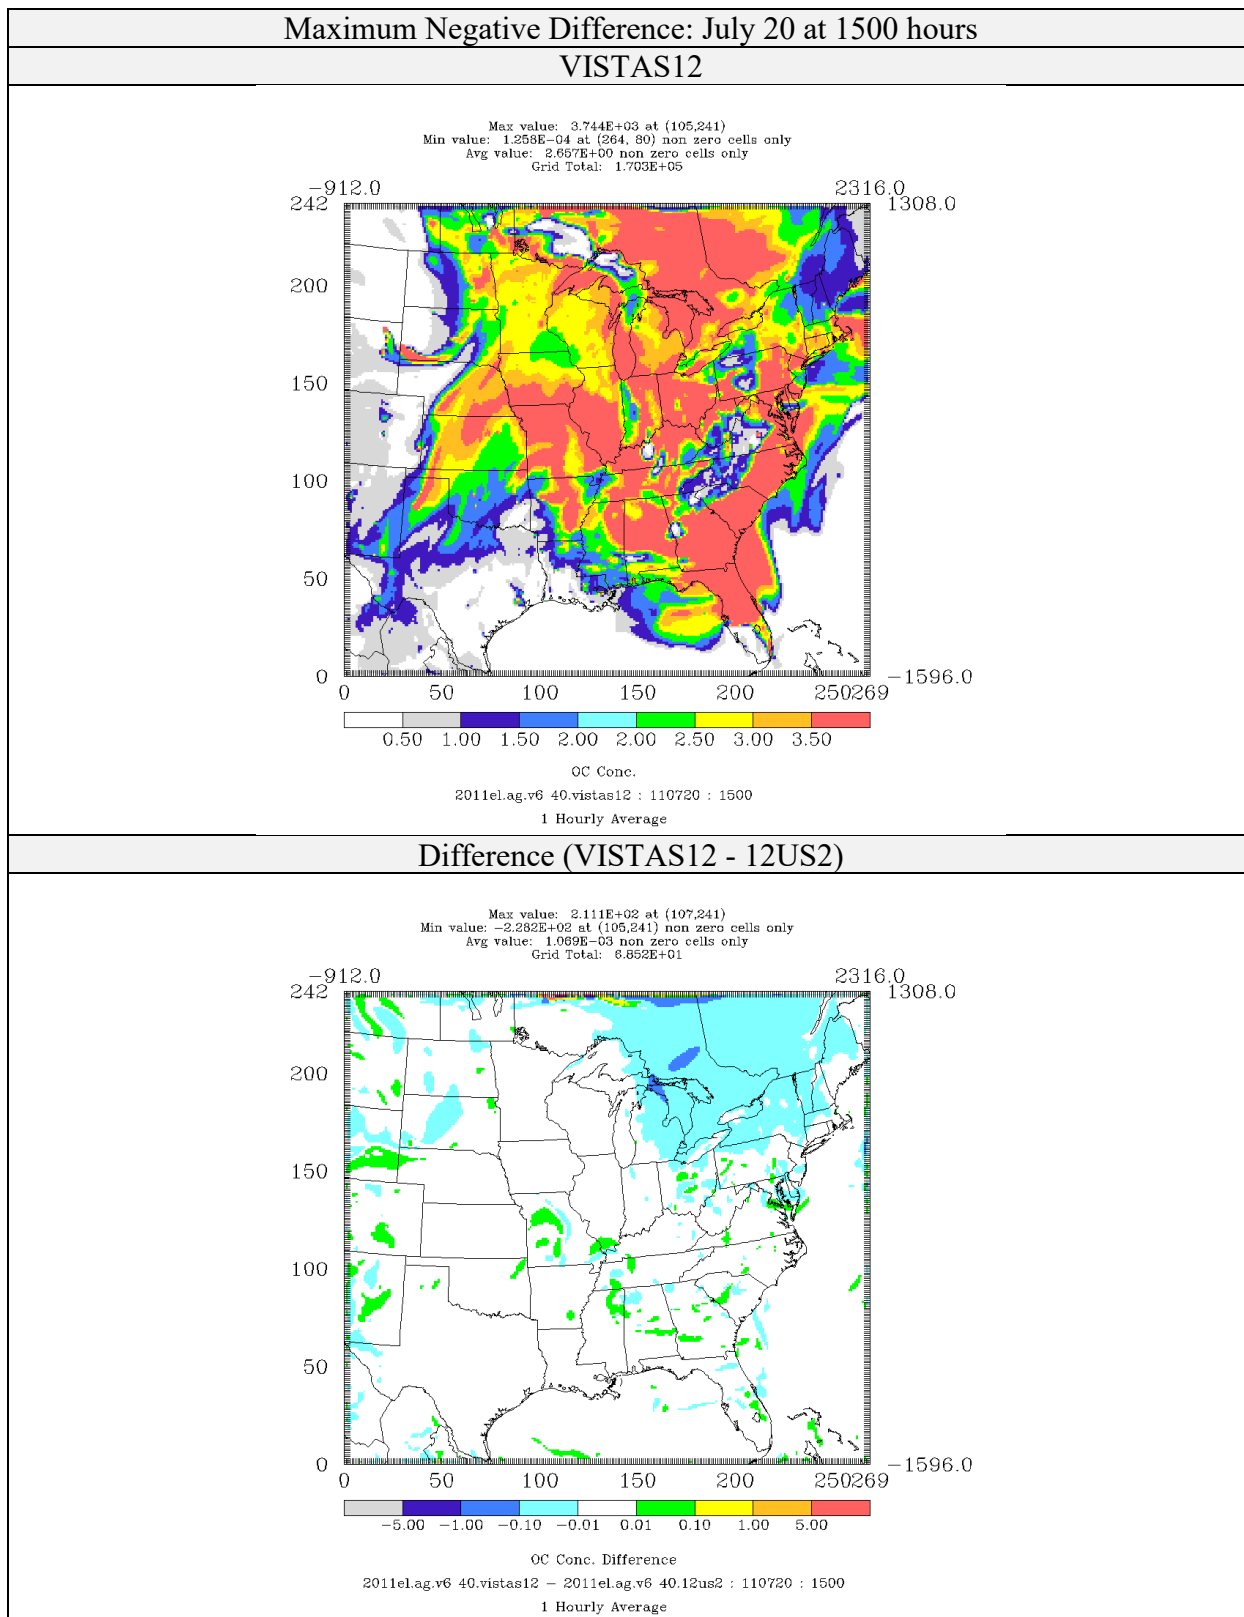 Maximum Negative Difference: July 20 at 1500 hours
VISTAS12
Max value: 3.744E+03 at (105,241)
Min value: 1.258E-04 at (264, 80) non zero cells only
Avg value: 2.657E+00 non zero cells only
Grid Total: 1.703E+05
-912.0 2316.0
242 1308.0
200
150
100
50
0 -1596.0
0 50 100 150 200 250269
0.50 1.00 1.50 2.00 2.00 2.50 3.00 3.50
OC Conc.
2011el.ag.v6 40.vistas12 : 110720 : 1500
1 Hourly Average
Difference (VISTAS12 - 12US2)
Max value: 2.111E+02 at (107,241)
Min value: -2.282E+02 at (105,241) non zero cells only
Avg value: 1.069E-03 non zero cells only
Grid Total: 6.852E+01
-912.0 2316.0
242 1308.0
200
150
100
50
0 -1596.0
0 50 100 150 200 250269
-5.00 -1.00 -0.10 -0.01 0.01 0.10 1.00 5.00
OC Conc. Difference
2011el.ag.v6 40.vistas12 - 2011el.ag.v6 40.12us2 : 110720 : 1500
1 Hourly Average